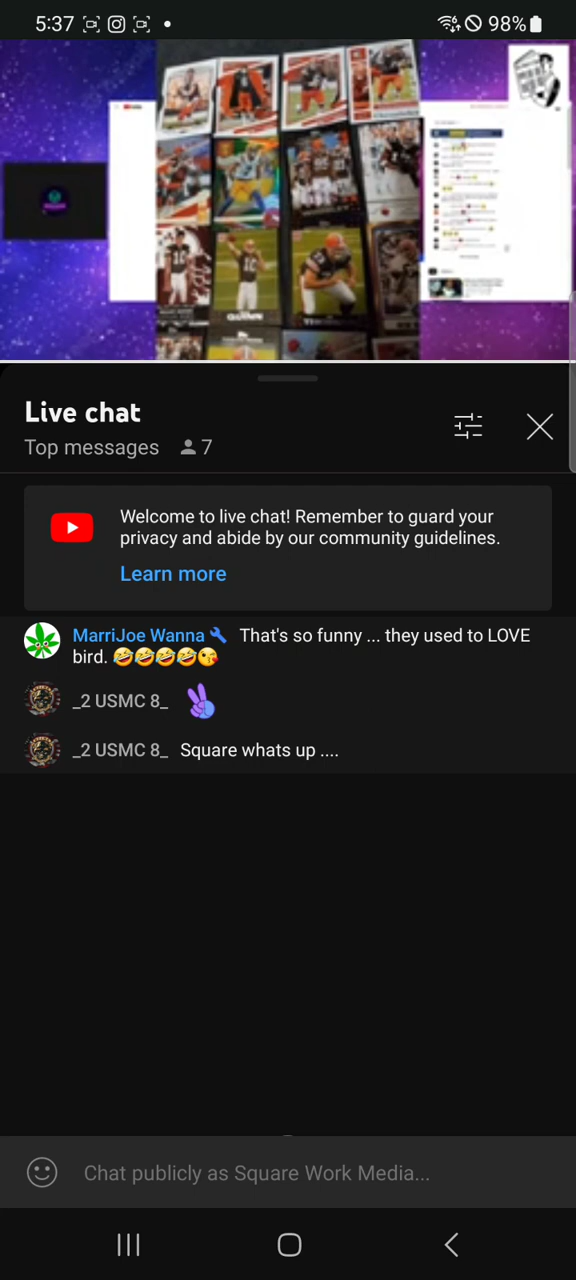 5:37
98%
QUINN
Live chat
Top messages 7
Welcome to live chat! Remember to guard your
privacy and abide by our community guidelines.
Learn more
MarriJoe Wanna 🔧 That's so funny ... they used to LOVE
bird. 🤣🤣🤣🤣😘
_2 USMC 8_ ✌
_2 USMC 8_ Square whats up ....
Chat publicly as Square Work Media...